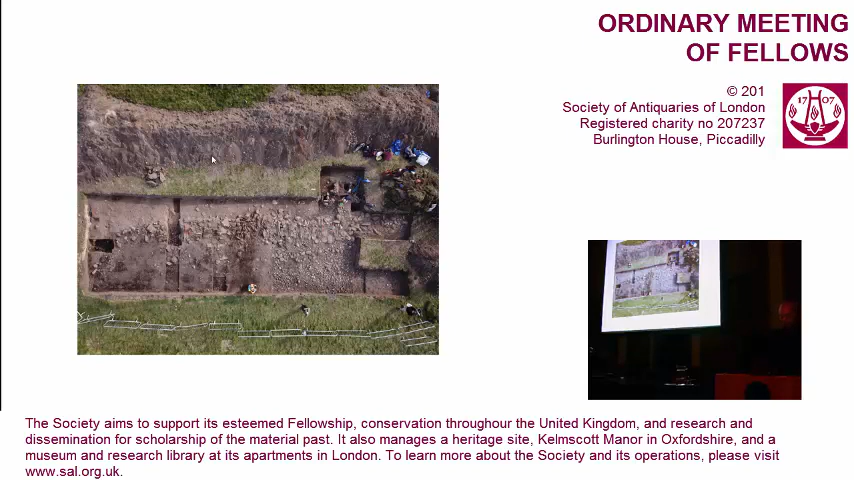 ORDINARY MEETING
OF FELLOWS
© 201
Society of Antiquaries of London
Registered charity no 207237
Burlington House, Piccadilly
17 07
The Society aims to support its esteemed Fellowship, conservation throughour the United Kingdom, and research and
dissemination for scholarship of the material past. It also manages a heritage site, Kelmscott Manor in Oxfordshire, and a
museum and research library at its apartments in London. To learn more about the Society and its operations, please visit
www.sal.org.uk.